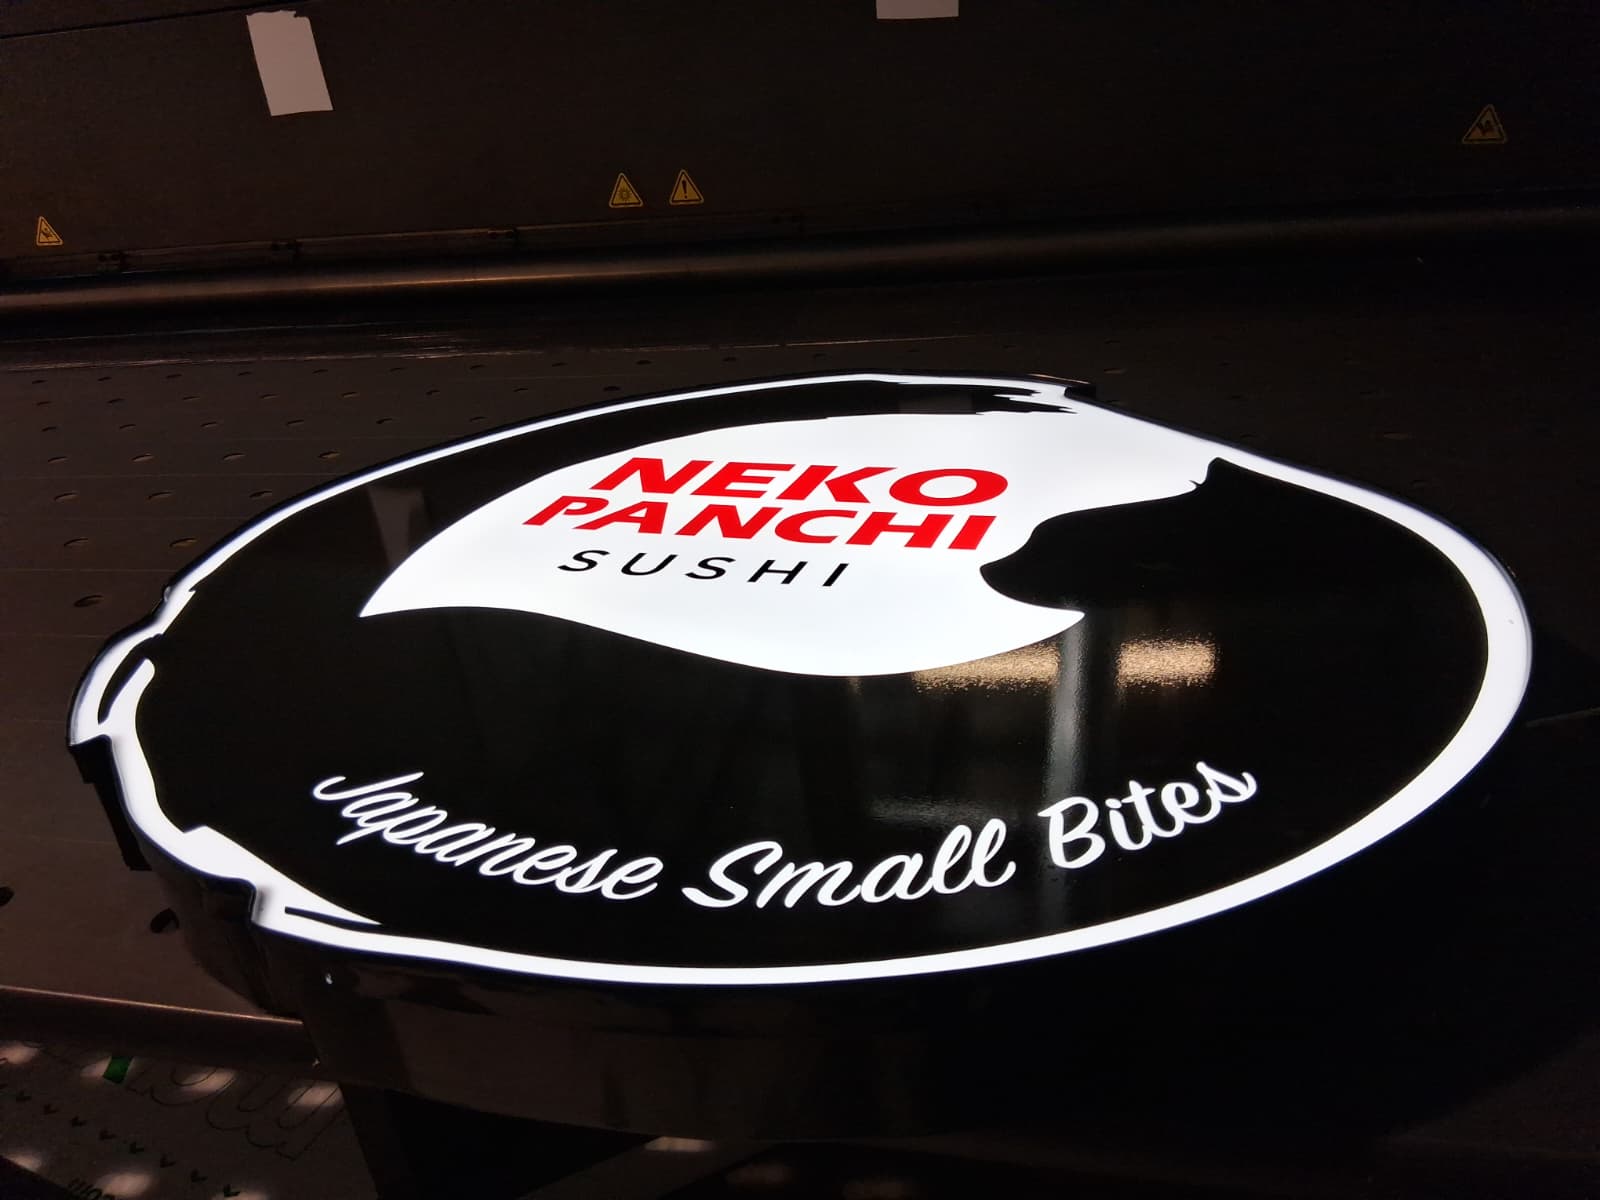 NEKO
PANCHI
SUSHI
Japanese Small Bites